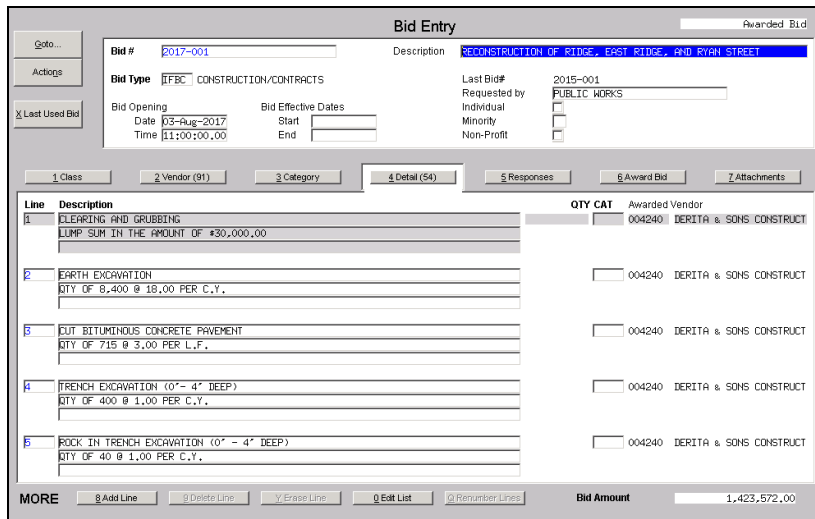 Bid Entry
Awarded Bid
Goto...
Actions
X Last Used Bid
Bid # 2017-001 Description RECONSTRUCTION OF RIDGE, EAST RIDGE, AND RYAN STREET
Bid Type IFBC CONSTRUCTION/CONTRACTS Last Bid# 2015-001
Requested by PUBLIC WORKS
Bid Opening Bid Effective Dates Individual
Date 03-Aug-2017 Start Minority
Time 11:00:00.00 End Non-Profit
1 Class 2 Vendor (91) 3 Category 4 Detail (54) 5 Responses 6 Award Bid 7 Attachments
Line Description QTY CAT Awarded Vendor
1 CLEARING AND GRUBBING 004240 DERITA & SONS CONSTRUCT
LUMP SUM IN THE AMOUNT OF $30,000.00
2 EARTH EXCAVATION 004240 DERITA & SONS CONSTRUCT
QTY OF 8,400 @ 18.00 PER C.Y.
3 CUT BITUMINOUS CONCRETE PAVEMENT 004240 DERITA & SONS CONSTRUCT
QTY OF 715 @ 3.00 PER L.F.
4 TRENCH EXCAVATION (0'- 4' DEEP) 004240 DERITA & SONS CONSTRUCT
QTY OF 400 @ 1.00 PER C.Y.
5 ROCK IN TRENCH EXCAVATION (0' - 4' DEEP) 004240 DERITA & SONS CONSTRUCT
QTY OF 40 @ 1.00 PER C.Y.
MORE 8 Add Line 9 Delete Line Y Erase Line 0 Edit List Q Renumber Lines Bid Amount 1,423,572.00